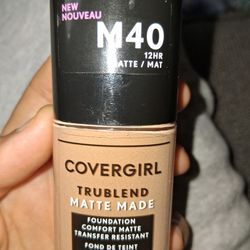 NEW
NOUVEAU
M40
12HR
MATTE / MAT
COVERGIRL
TRUBLEND
MATTE MADE
FOUNDATION
COMFORT MATTE
TRANSFER RESISTANT
FOND DE TEINT